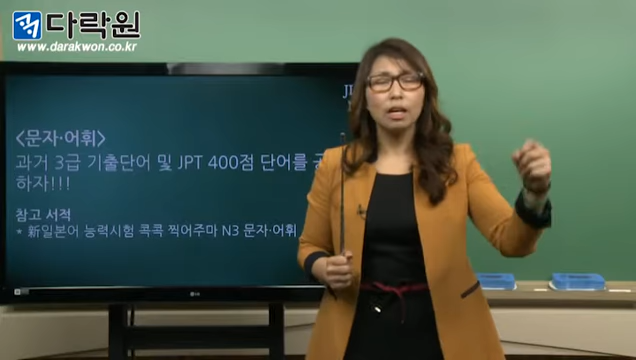 다락원
www.darakwon.co.kr
<문자·어휘>
과거 3급 기출단어 및 JPT 400점 단어를
하자!!!
참고 서적
* 新일본어 능력시험 콕콕 찍어주마 N3 문자·어휘